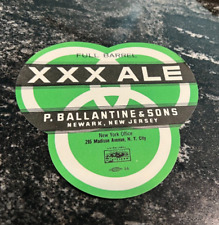 FULL BARREL
XXX ALE
P. BALLANTINE & SONS
NEWARK, NEW JERSEY
New York Office
285 Madison Avenue, N. Y. City